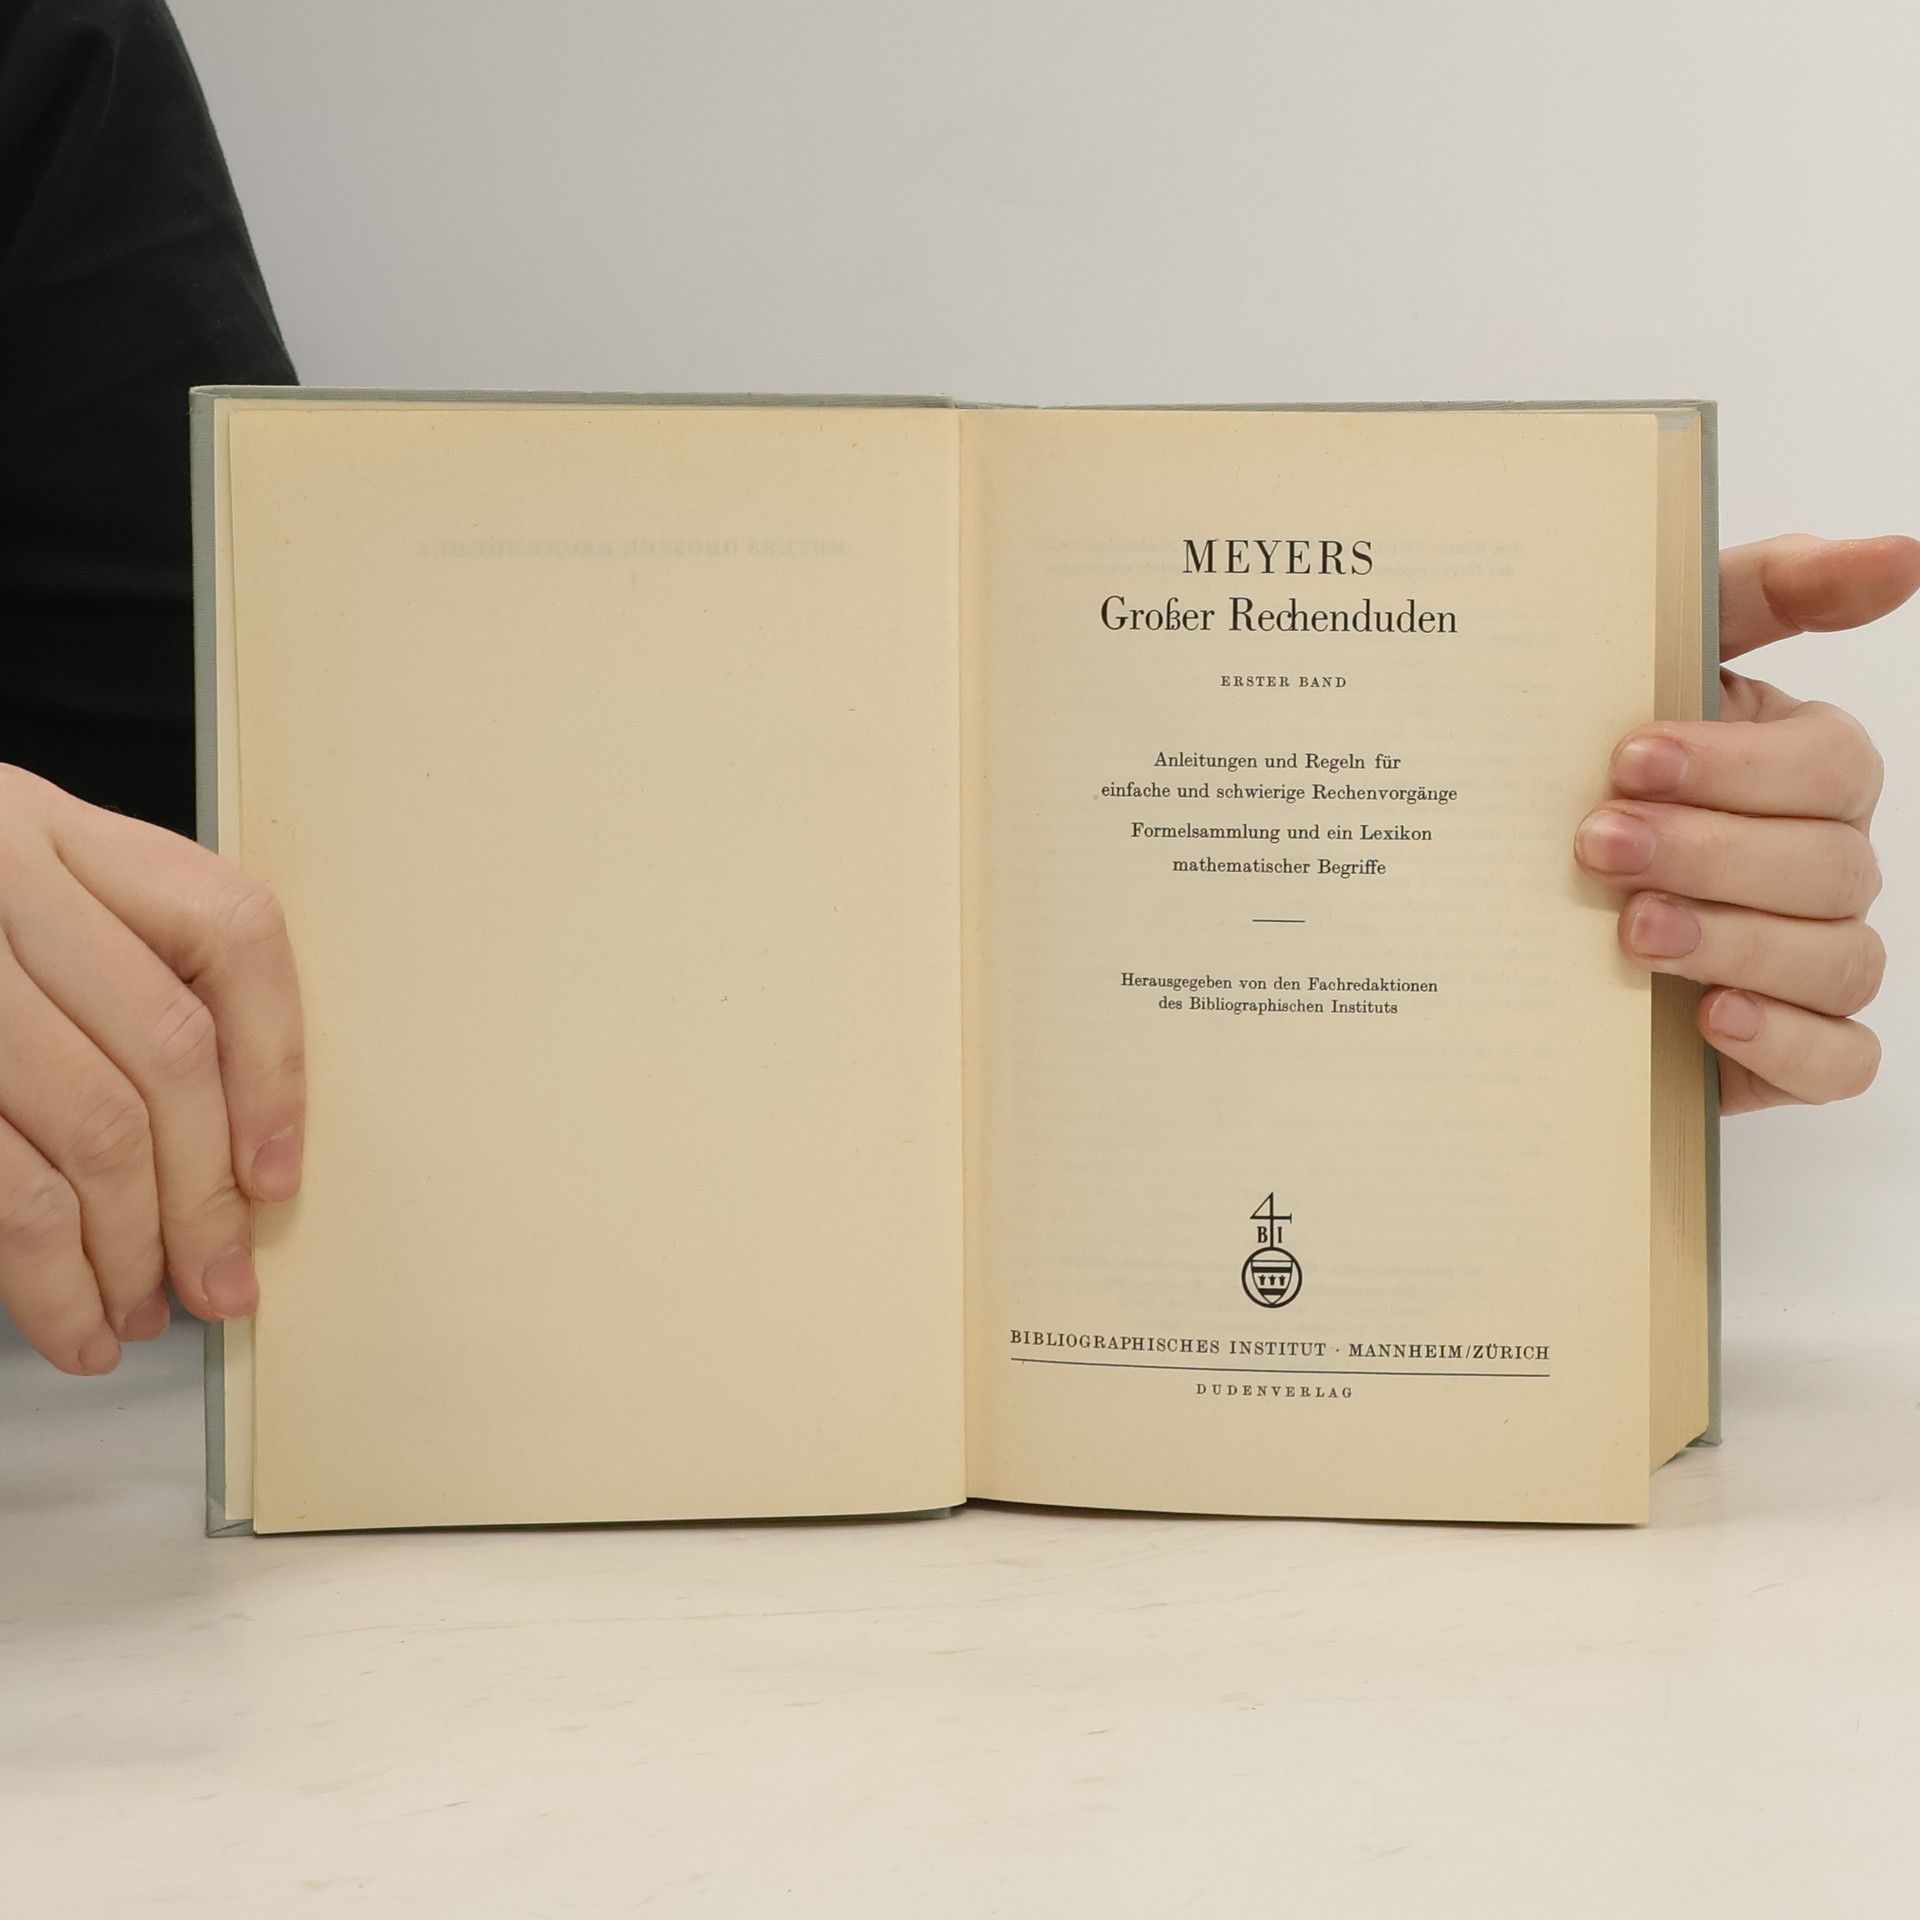 MEYERS
Großer Rechenduden
ERSTER BAND
Anleitungen und Regeln für
einfache und schwierige Rechenvorgänge
Formelsammlung und ein Lexikon
mathematischer Begriffe
Herausgegeben von den Fachredaktionen
des Bibliographischen Instituts
B I
BIBLIOGRAPHISCHES INSTITUT · MANNHEIM/ZÜRICH
DUDENVERLAG